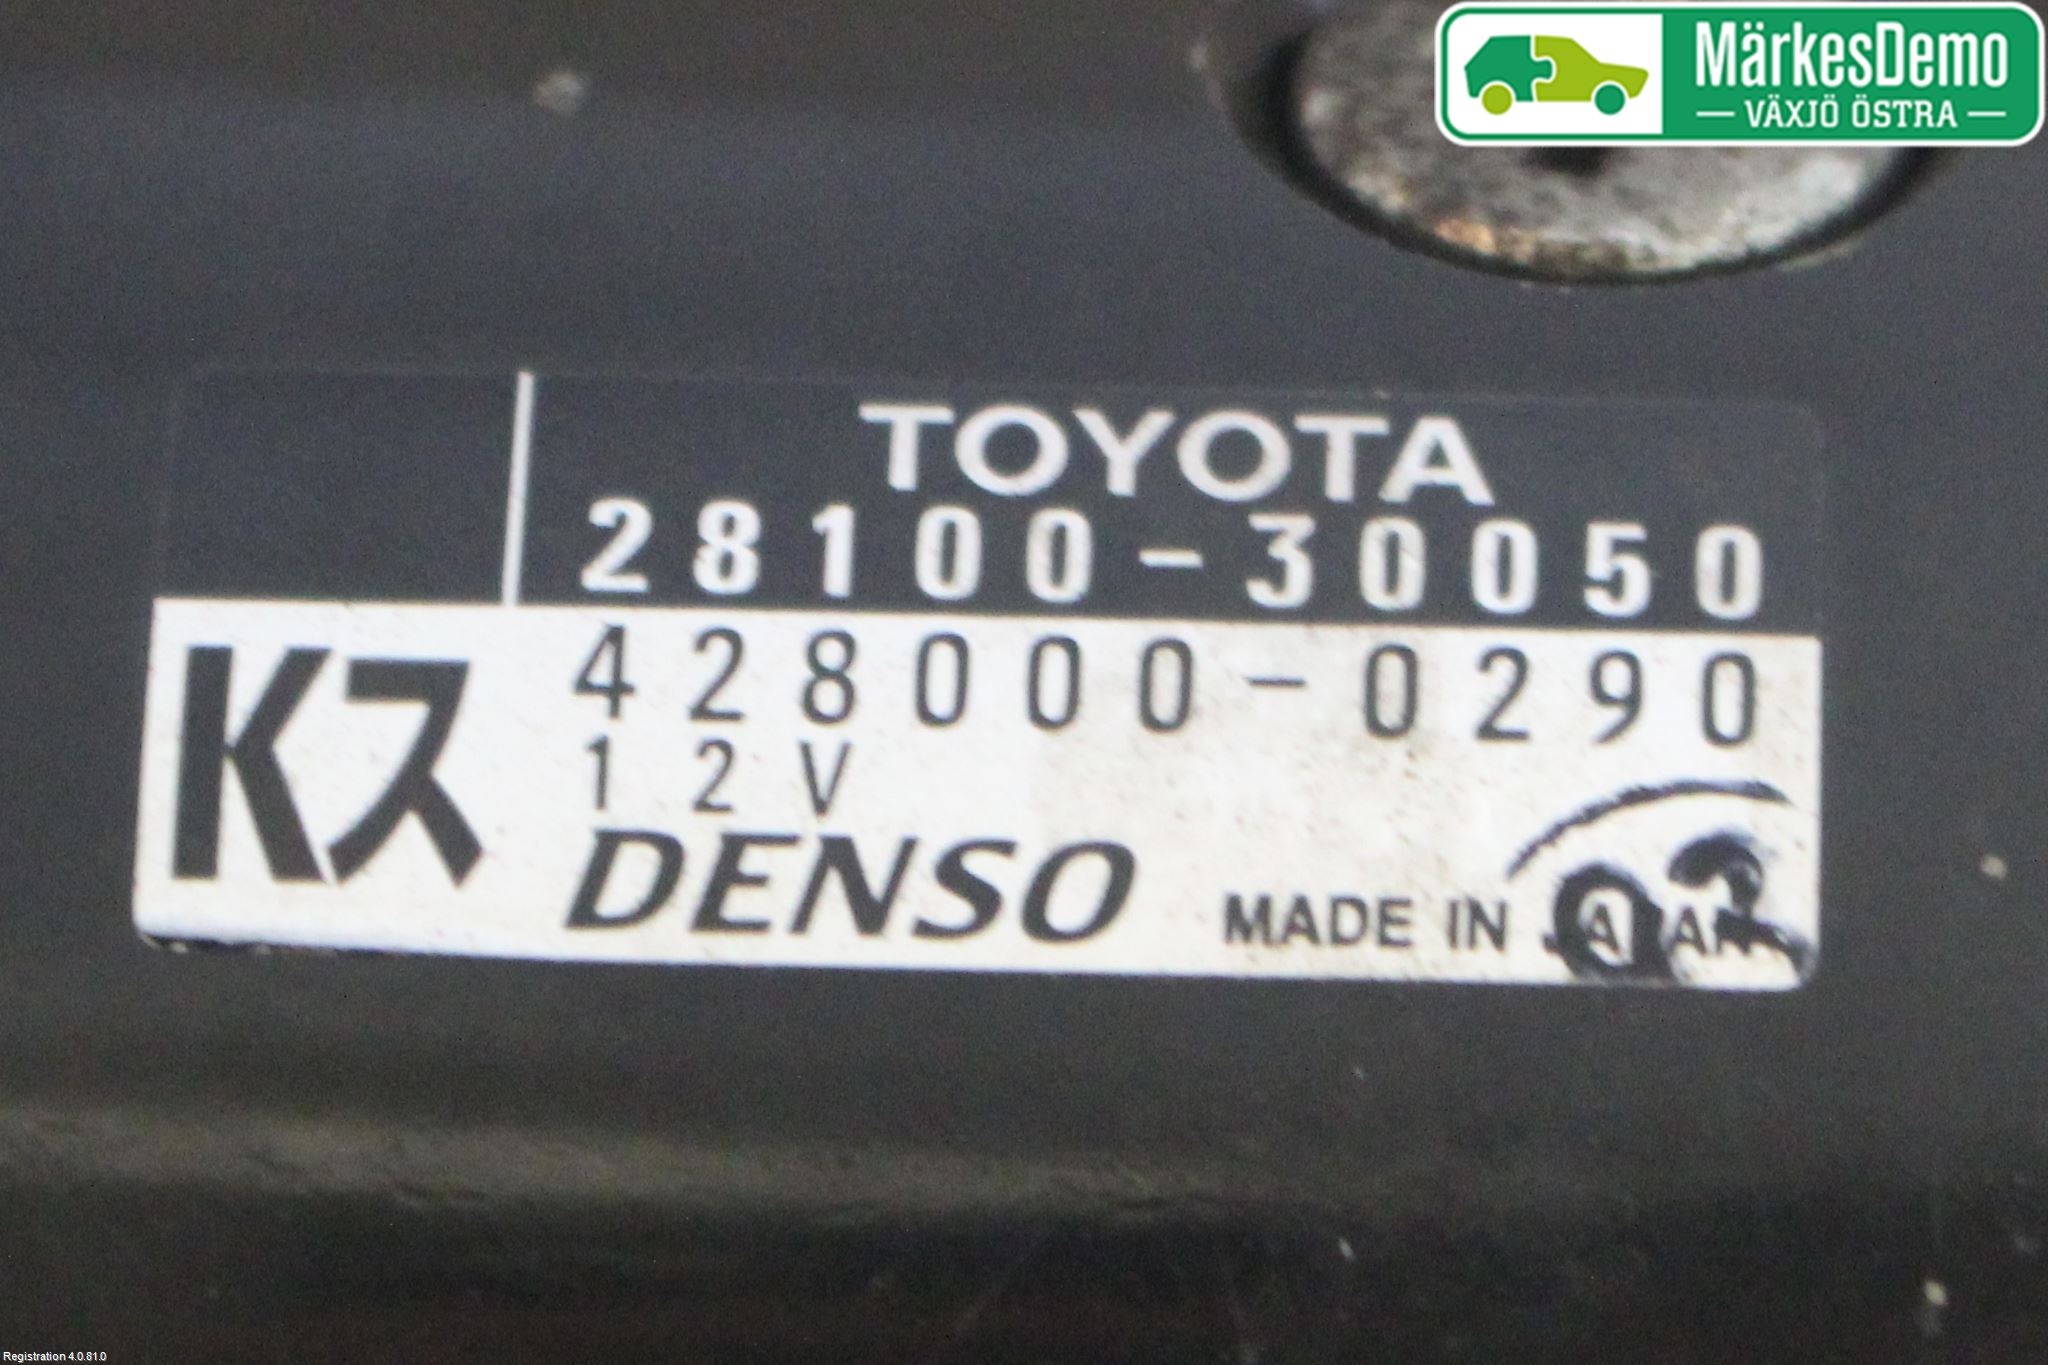 MärkesDemo
VÄXJÖ ÖSTRA
TOYOTA
28100-30050
Kス
428000-0290
12V
DENSO
MADE IN JAPAN
Registration 4.0.81.0